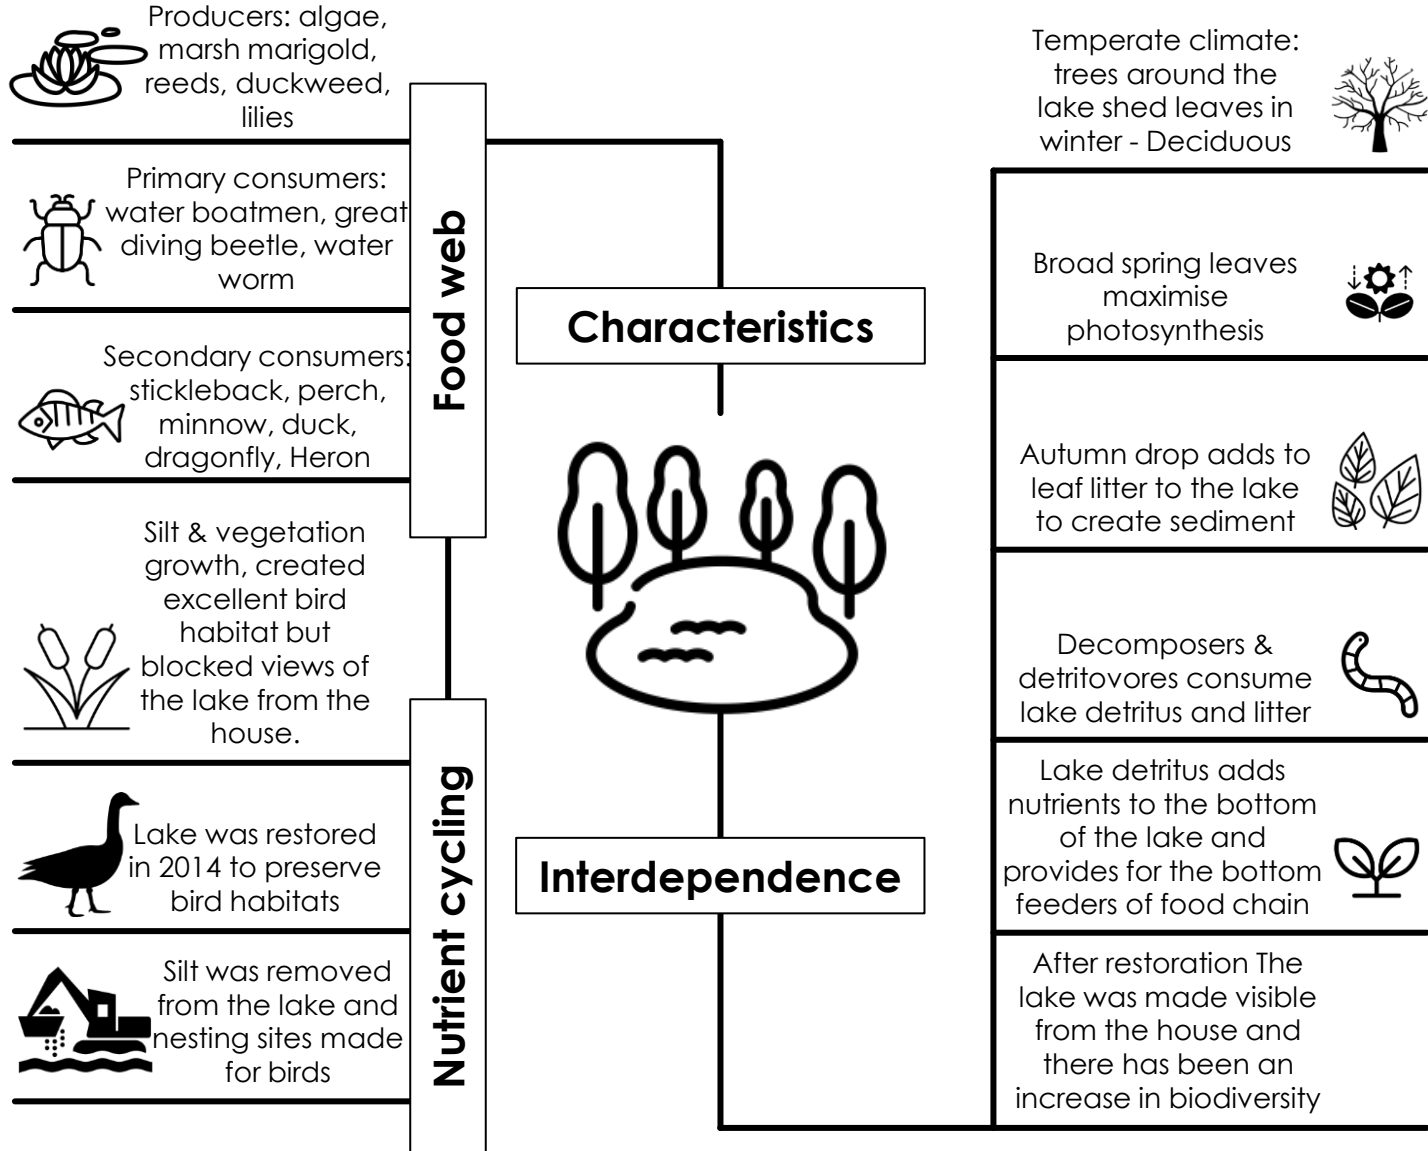 Producers: algae,
marsh marigold,
reeds, duckweed,
lilies
Primary consumers:
water boatmen, great
diving beetle, water
worm
Secondary consumers:
stickleback, perch,
minnow, duck,
dragonfly, Heron
Food web
Silt & vegetation
growth, created
excellent bird
habitat but
blocked views of
the lake from the
house.
Lake was restored
in 2014 to preserve
bird habitats
Silt was removed
from the lake and
nesting sites made
for birds
Nutrient cycling
Characteristics
Interdependence
Temperate climate:
trees around the
lake shed leaves in
winter - Deciduous
Broad spring leaves
maximise
photosynthesis
Autumn drop adds to
leaf litter to the lake
to create sediment
Decomposers &
detritovores consume
lake detritus and litter
Lake detritus adds
nutrients to the bottom
of the lake and
provides for the bottom
feeders of food chain
After restoration The
lake was made visible
from the house and
there has been an
increase in biodiversity